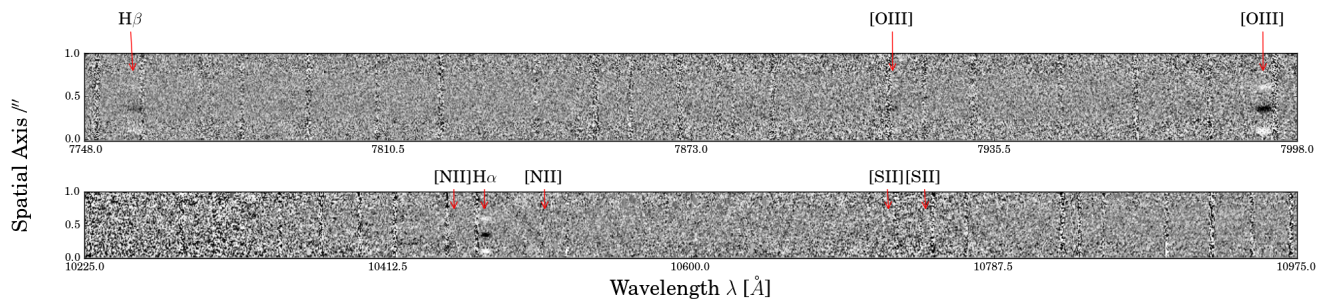 Hβ [OIII] [OIII]
1.0
0.5
0.0
7748.0 7810.5 7873.0 7935.5 7998.0
[NII]Hα [NII] [SII][SII]
1.0
0.5
0.0
10225.0 10412.5 10600.0 10787.5 10975.0
Spatial Axis /″
Wavelength λ [Å]